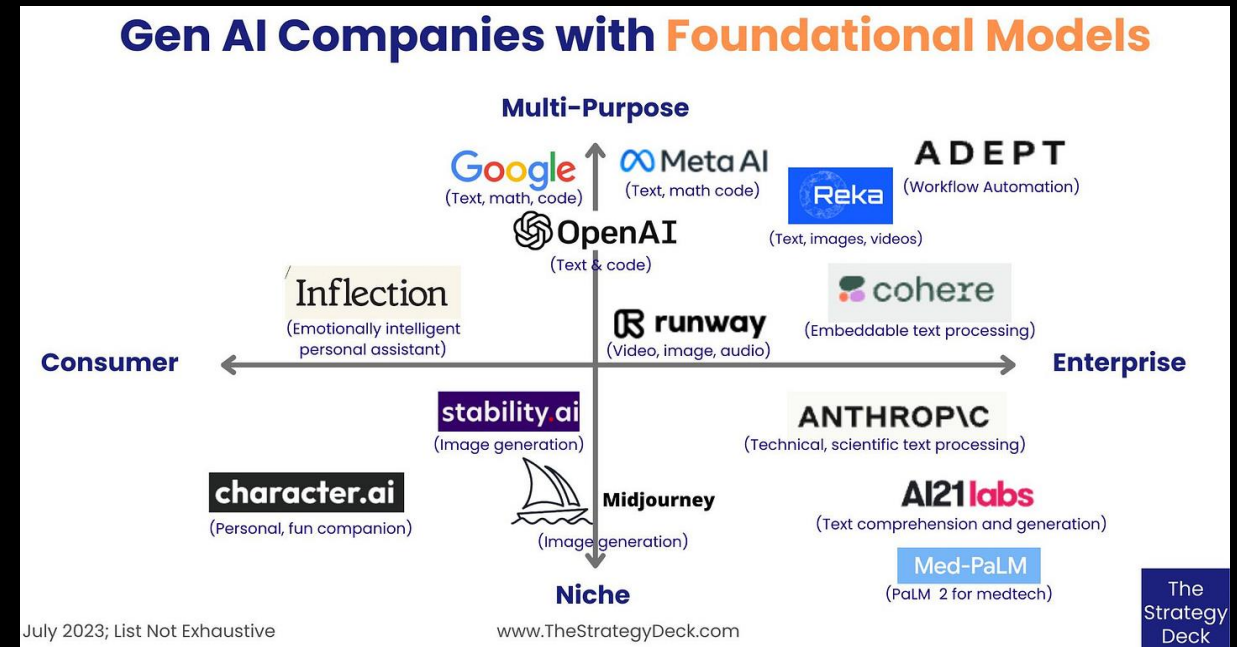 Gen AI Companies with Foundational Models
Multi-Purpose
Google
(Text, math, code)
Meta AI
(Text, math code)
ADEPT
(Workflow Automation)
Reka
(Text, images, videos)
OpenAI
(Text & code)
Inflection
(Emotionally intelligent
personal assistant)
cohere
(Embeddable text processing)
runway
(Video, image, audio)
Consumer
Enterprise
stability.ai
(Image generation)
ANTHROP\C
(Technical, scientific text processing)
character.ai
(Personal, fun companion)
Midjourney
(Image generation)
AI21labs
(Text comprehension and generation)
Med-PaLM
(PaLM 2 for medtech)
Niche
July 2023; List Not Exhaustive
www.TheStrategyDeck.com
The
Strategy
Deck